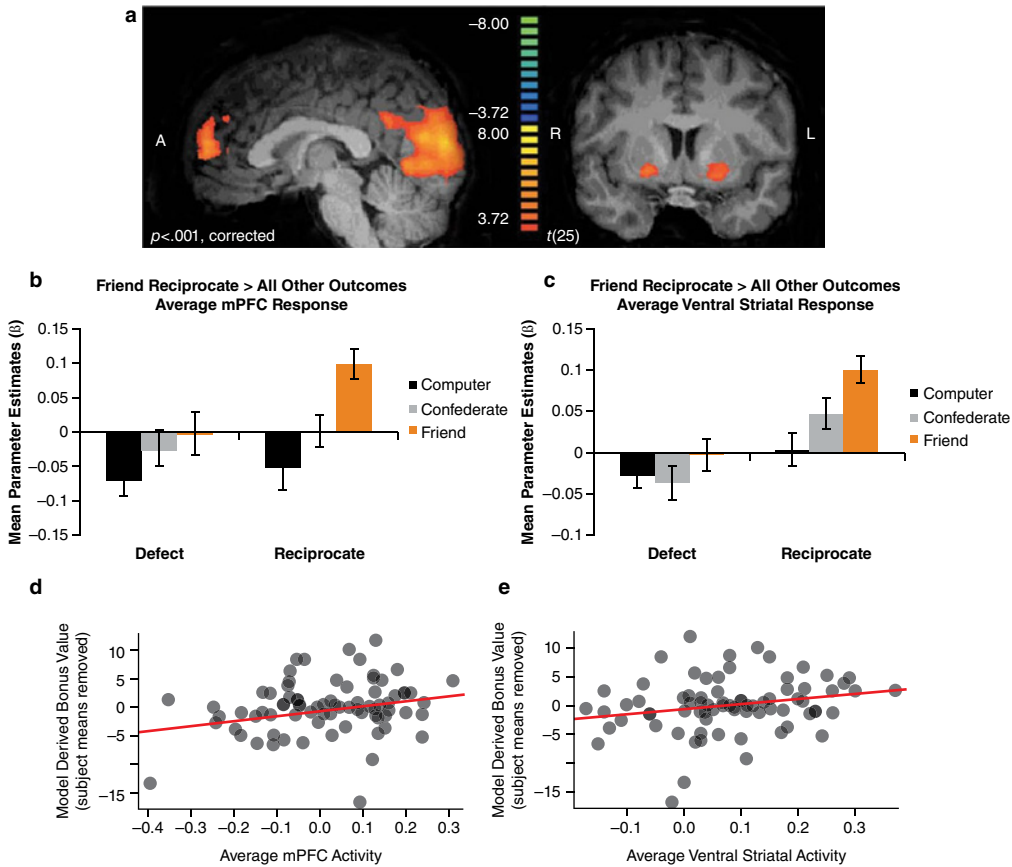 a
−8.00
−3.72
8.00
3.72
A
R
L
p<.001, corrected
t(25)
b
Friend Reciprocate > All Other Outcomes
Average mPFC Response
Mean Parameter Estimates (ß)
0.15
0.1
0.05
0
−0.05
−0.1
−0.15
Defect
Reciprocate
Computer
Confederate
Friend
c
Friend Reciprocate > All Other Outcomes
Average Ventral Striatal Response
Mean Parameter Estimates (ß)
0.15
0.1
0.05
0
−0.05
−0.1
Defect
Reciprocate
Computer
Confederate
Friend
d
Model Derived Bonus Value
(subject means removed)
10
5
0
−5
−15
−0.4 −0.3 −0.2 −0.1 0.0 0.1 0.2 0.3
Average mPFC Activity
e
Model Derived Bonus Value
(subject means removed)
10
5
0
−5
−15
−0.1 0.0 0.1 0.2 0.3
Average Ventral Striatal Activity